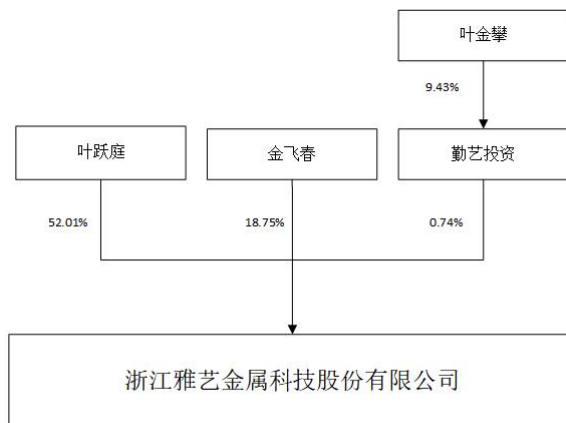 叶金攀
9.43%
叶跃庭
金飞春
勤艺投资
52.01%
18.75%
0.74%
浙江雅艺金属科技股份有限公司